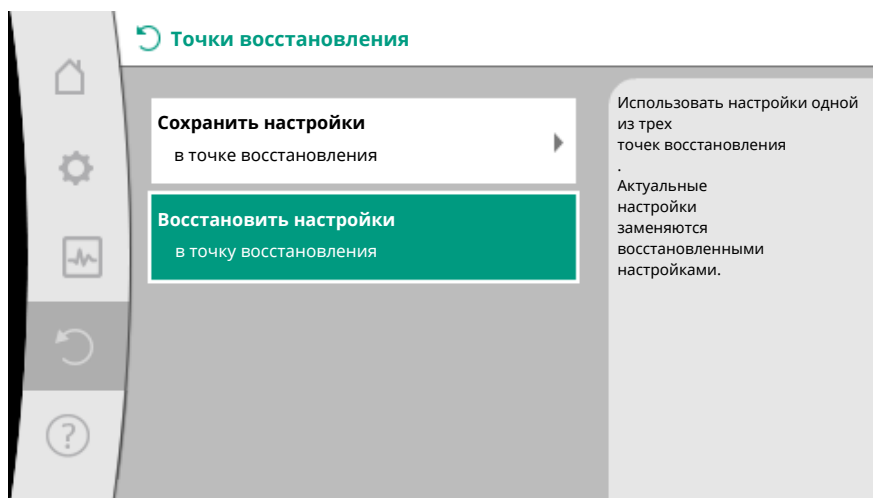 Точки восстановления
Сохранить настройки
в точке восстановления
Восстановить настройки
в точку восстановления
Использовать настройки одной
из трех
точек восстановления
.
Актуальные
настройки
заменяются
восстановленными
настройками.
?